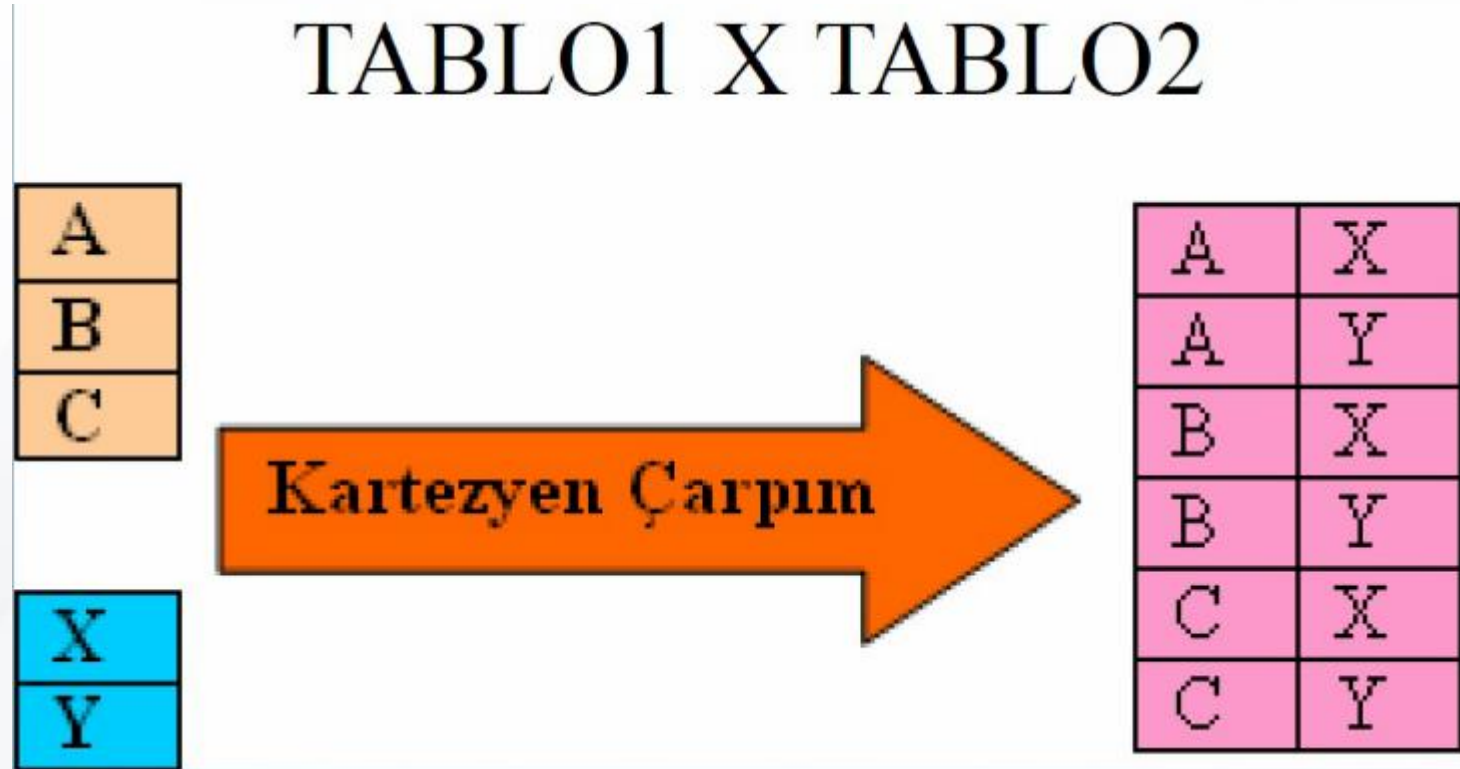 TABLO1 X TABLO2
A
B
C
X
Y
Kartezyen Çarpım
A X
A Y
B X
B Y
C X
C Y